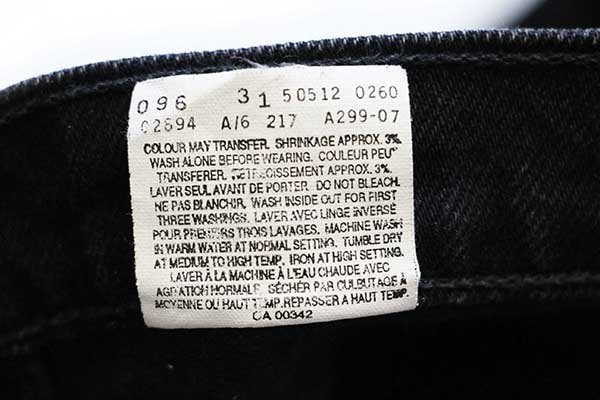 096 31 50512 0260
02694 A/6 217 A299-07
COLOUR MAY TRANSFER. SHRINKAGE APPROX. 3%.
WASH ALONE BEFORE WEARING. COULEUR PEUT
TRANSFERER. RETRECISSEMENT APPROX. 3%.
LAVER SEUL AVANT DE PORTER. DO NOT BLEACH.
NE PAS BLANCHIR. WASH INSIDE OUT FOR FIRST
THREE WASHINGS. LAVER AVEC LINGE INVERSE
POUR PREMIERS TROIS LAVAGES. MACHINE WASH
IN WARM WATER AT NORMAL SETTING. TUMBLE DRY
AT MEDIUM TO HIGH TEMP. IRON AT HIGH SETTING.
LAVER À LA MACHINE À L'EAU CHAUDE AVEC
AGITATION NORMALE. SÉCHER PAR CULBUTAGE À
MOYENNE OU HAUT TEMP. REPASSER A HAUT TEMP.
CA 00342